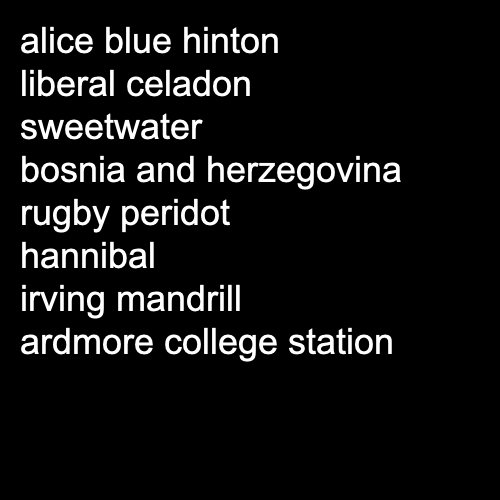 alice blue hinton
liberal celadon
sweetwater
bosnia and herzegovina
rugby peridot
hannibal
irving mandrill
ardmore college station